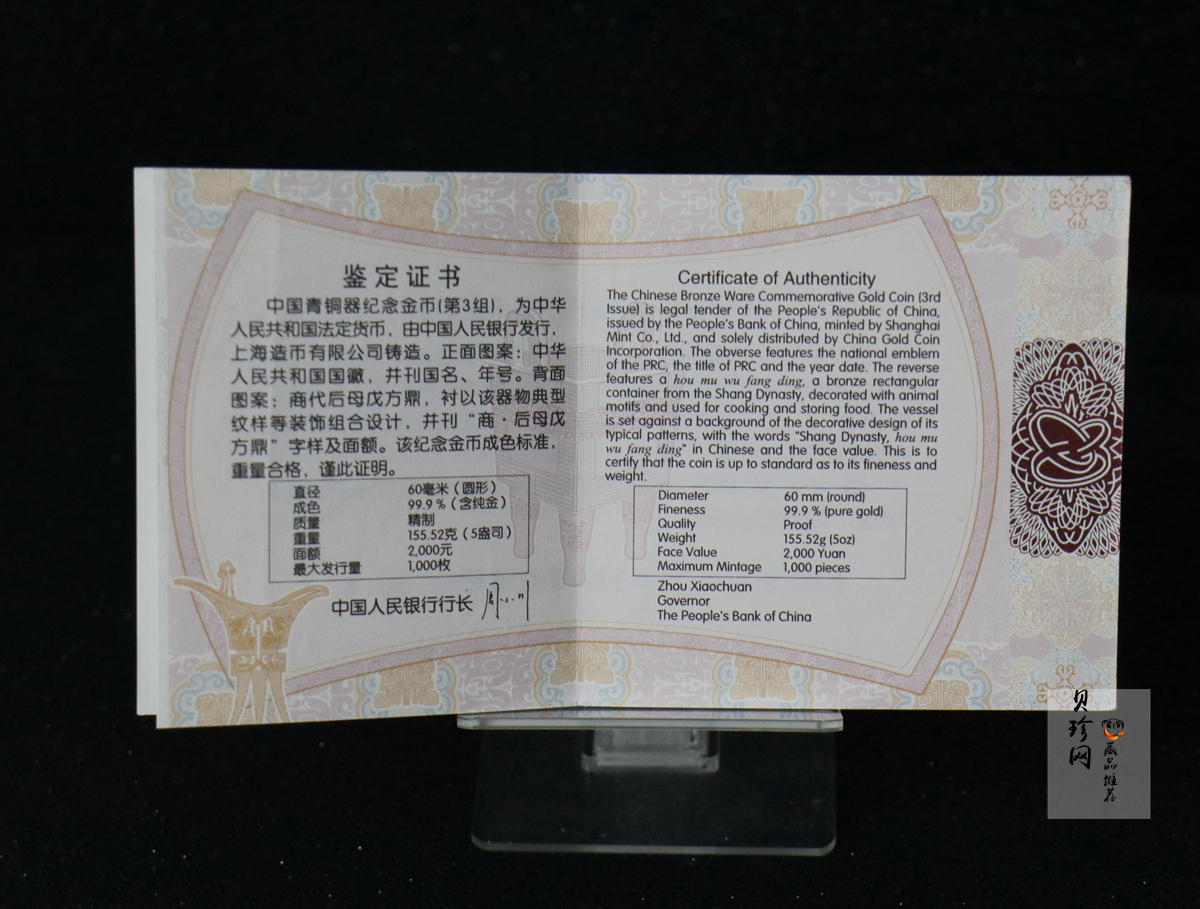 鉴定证书
中国青铜器纪念金币(第3组)，为中华
人民共和国法定货币，由中国人民银行发行，
上海造币有限公司铸造。正面图案：中华
人民共和国国徽，并刊国名、年号。背面
图案：商代后母戊方鼎，衬以该器物典型
纹样等装饰组合设计，并刊“商·后母戊
方鼎”字样及面额。该纪念金币成色标准，
重量合格，谨此证明。
直径 60毫米（圆形）
成色 99.9％（含纯金）
质量 精制
重量 155.52克（5盎司）
面额 2,000元
最大发行量 1,000枚
中国人民银行行长
Certificate of Authenticity
The Chinese Bronze Ware Commemorative Gold Coin (3rd
Issue) is legal tender of the People's Republic of China,
issued by the People's Bank of China, minted by Shanghai
Mint Co., Ltd., and solely distributed by China Gold Coin
Incorporation. The obverse features the national emblem
of the PRC, the title of PRC and the year date. The reverse
features a hou mu wu fang ding, a bronze rectangular
container from the Shang Dynasty, decorated with animal
motifs and used for cooking and storing food. The vessel
is set against a background of the decorative design of its
typical patterns, with the words "Shang Dynasty, hou mu
wu fang ding" in Chinese and the face value. This is to
certify that the coin is up to standard as to its fineness and
weight.
Diameter 60 mm (round)
Fineness 99.9 % (pure gold)
Quality Proof
Weight 155.52g (5oz)
Face Value 2,000 Yuan
Maximum Mintage 1,000 pieces
Zhou Xiaochuan
Governor
The People's Bank of China
贝珍网
藏品推荐